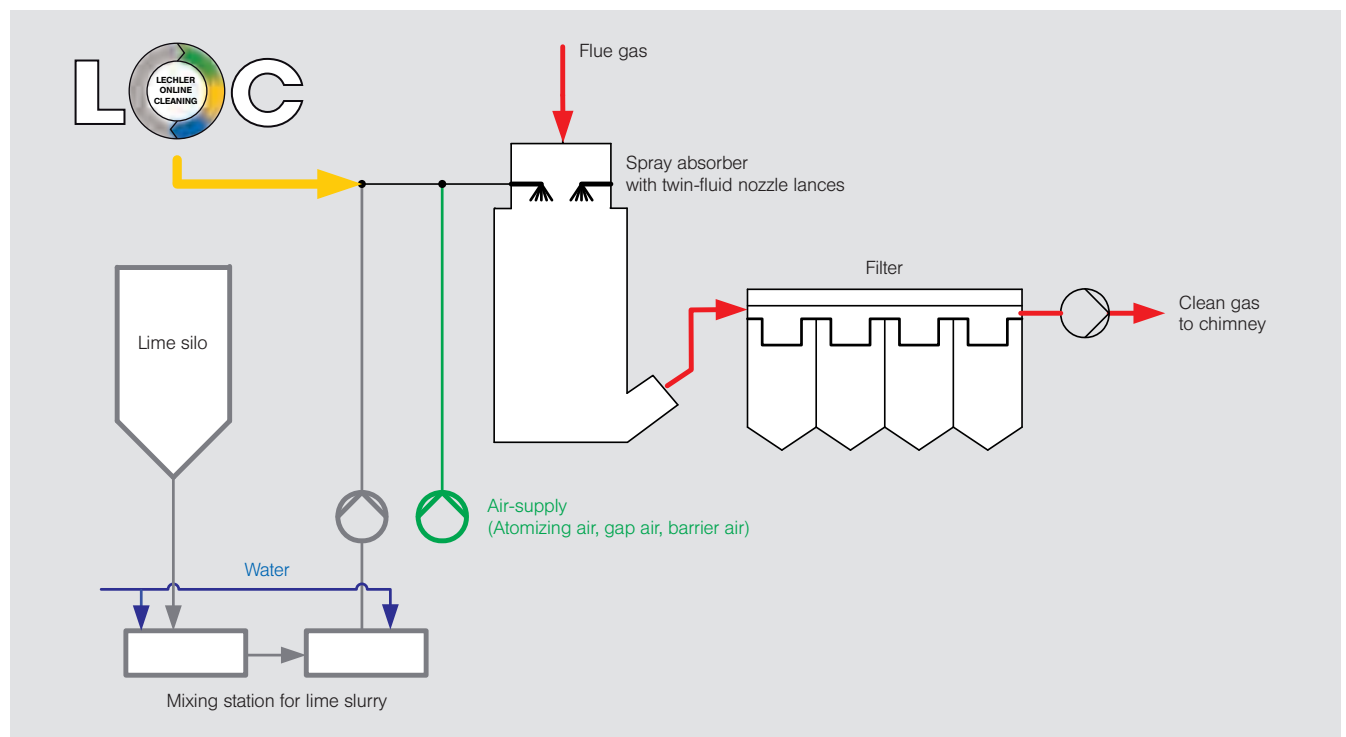 LOC
LECHLER
ONLINE
CLEANING
Flue gas
Spray absorber
with twin-fluid nozzle lances
Filter
Clean gas
to chimney
Lime silo
Air-supply
(Atomizing air, gap air, barrier air)
Water
Mixing station for lime slurry